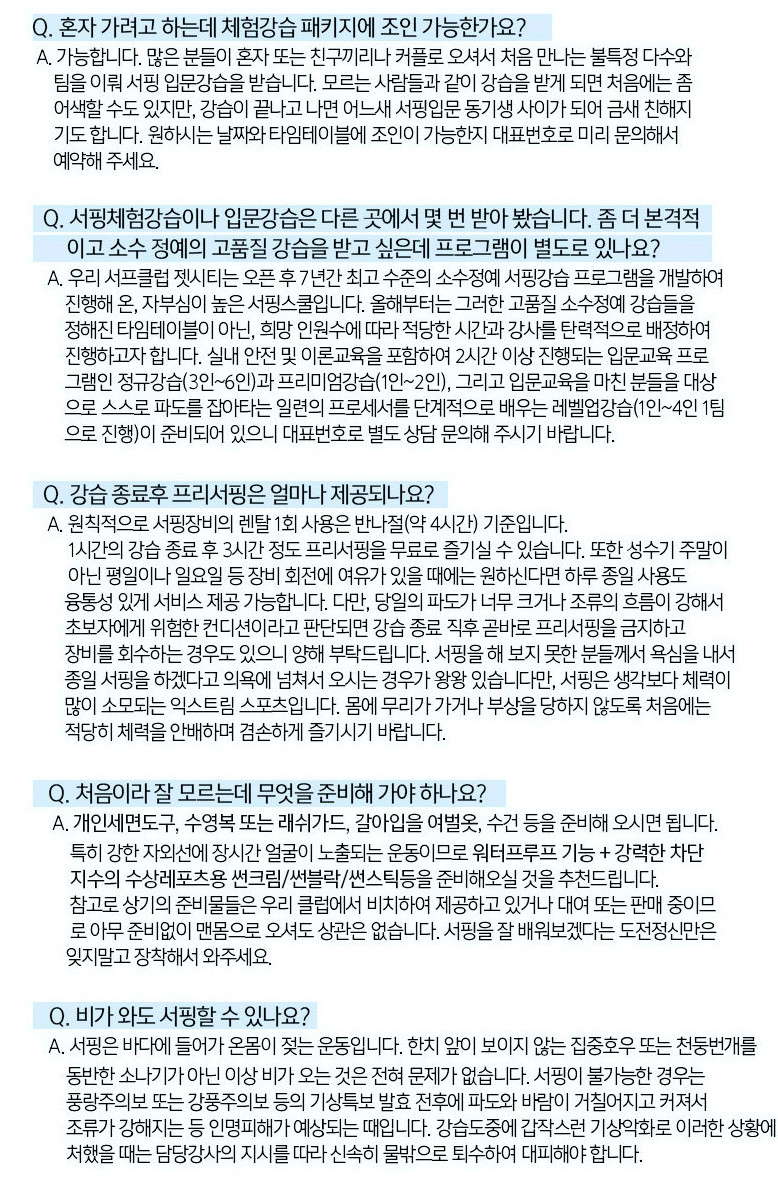 Q. 혼자 가려고 하는데 체험강습 패키지에 조인 가능한가요?
A. 가능합니다. 많은 분들이 혼자 또는 친구끼리나 커플로 오셔서 처음 만나는 불특정 다수와
팀을 이뤄 서핑 입문강습을 받습니다. 모르는 사람들과 같이 강습을 받게 되면 처음에는 좀
어색할 수도 있지만, 강습이 끝나고 나면 어느새 서핑입문 동기생 사이가 되어 금새 친해지
기도 합니다. 원하시는 날짜와 타임테이블에 조인이 가능한지 대표번호로 미리 문의해서
예약해 주세요.
Q. 서핑체험강습이나 입문강습은 다른 곳에서 몇 번 받아 봤습니다. 좀 더 본격적
이고 소수 정예의 고품질 강습을 받고 싶은데 프로그램이 별도로 있나요?
A. 우리 서프클럽 젯시티는 오픈 후 7년간 최고 수준의 소수정예 서핑강습 프로그램을 개발하여
진행해 온, 자부심이 높은 서핑스쿨입니다. 올해부터는 그러한 고품질 소수정예 강습들을
정해진 타임테이블이 아닌, 희망 인원수에 따라 적당한 시간과 강사를 탄력적으로 배정하여
진행하고자 합니다. 실내 안전 및 이론교육을 포함하여 2시간 이상 진행되는 입문교육 프로
그램인 정규강습(3인~6인)과 프리미엄강습(1인~2인), 그리고 입문교육을 마친 분들을 대상
으로 스스로 파도를 잡아타는 일련의 프로세서를 단계적으로 배우는 레벨업강습(1인~4인 1팀
으로 진행)이 준비되어 있으니 대표번호로 별도 상담 문의해 주시기 바랍니다.
Q. 강습 종료후 프리서핑은 얼마나 제공되나요?
A. 원칙적으로 서핑장비의 렌탈 1회 사용은 반나절(약 4시간) 기준입니다.
1시간의 강습 종료 후 3시간 정도 프리서핑을 무료로 즐기실 수 있습니다. 또한 성수기 주말이
아닌 평일이나 일요일 등 장비 회전에 여유가 있을 때에는 원하신다면 하루 종일 사용도
융통성 있게 서비스 제공 가능합니다. 다만, 당일의 파도가 너무 크거나 조류의 흐름이 강해서
초보자에게 위험한 컨디션이라고 판단되면 강습 종료 직후 곧바로 프리서핑을 금지하고
장비를 회수하는 경우도 있으니 양해 부탁드립니다. 서핑을 해 보지 못한 분들께서 욕심을 내서
종일 서핑을 하겠다고 의욕에 넘쳐서 오시는 경우가 왕왕 있습니다만, 서핑은 생각보다 체력이
많이 소모되는 익스트림 스포츠입니다. 몸에 무리가 가거나 부상을 당하지 않도록 처음에는
적당히 체력을 안배하며 겸손하게 즐기시기 바랍니다.
Q. 처음이라 잘 모르는데 무엇을 준비해 가야 하나요?
A. 개인세면도구, 수영복 또는 래쉬가드, 갈아입을 여벌옷, 수건 등을 준비해 오시면 됩니다.
특히 강한 자외선에 장시간 얼굴이 노출되는 운동이므로 워터프루프 기능 + 강력한 차단
지수의 수상레포츠용 썬크림/썬블락/썬스틱등을 준비해오실 것을 추천드립니다.
참고로 상기의 준비물들은 우리 클럽에서 비치하여 제공하고 있거나 대여 또는 판매 중이므
로 아무 준비없이 맨몸으로 오셔도 상관은 없습니다. 서핑을 잘 배워보겠다는 도전정신만은
잊지말고 장착해서 와주세요.
Q. 비가 와도 서핑할 수 있나요?
A. 서핑은 바다에 들어가 온몸이 젖는 운동입니다. 한치 앞이 보이지 않는 집중호우 또는 천둥번개를
동반한 소나기가 아닌 이상 비가 오는 것은 전혀 문제가 없습니다. 서핑이 불가능한 경우는
풍랑주의보 또는 강풍주의보 등의 기상특보 발효 전후에 파도와 바람이 거칠어지고 커져서
조류가 강해지는 등 인명피해가 예상되는 때입니다. 강습도중에 갑작스런 기상악화로 이러한 상황에
처했을 때는 담당강사의 지시를 따라 신속히 물밖으로 퇴수하여 대피해야 합니다.